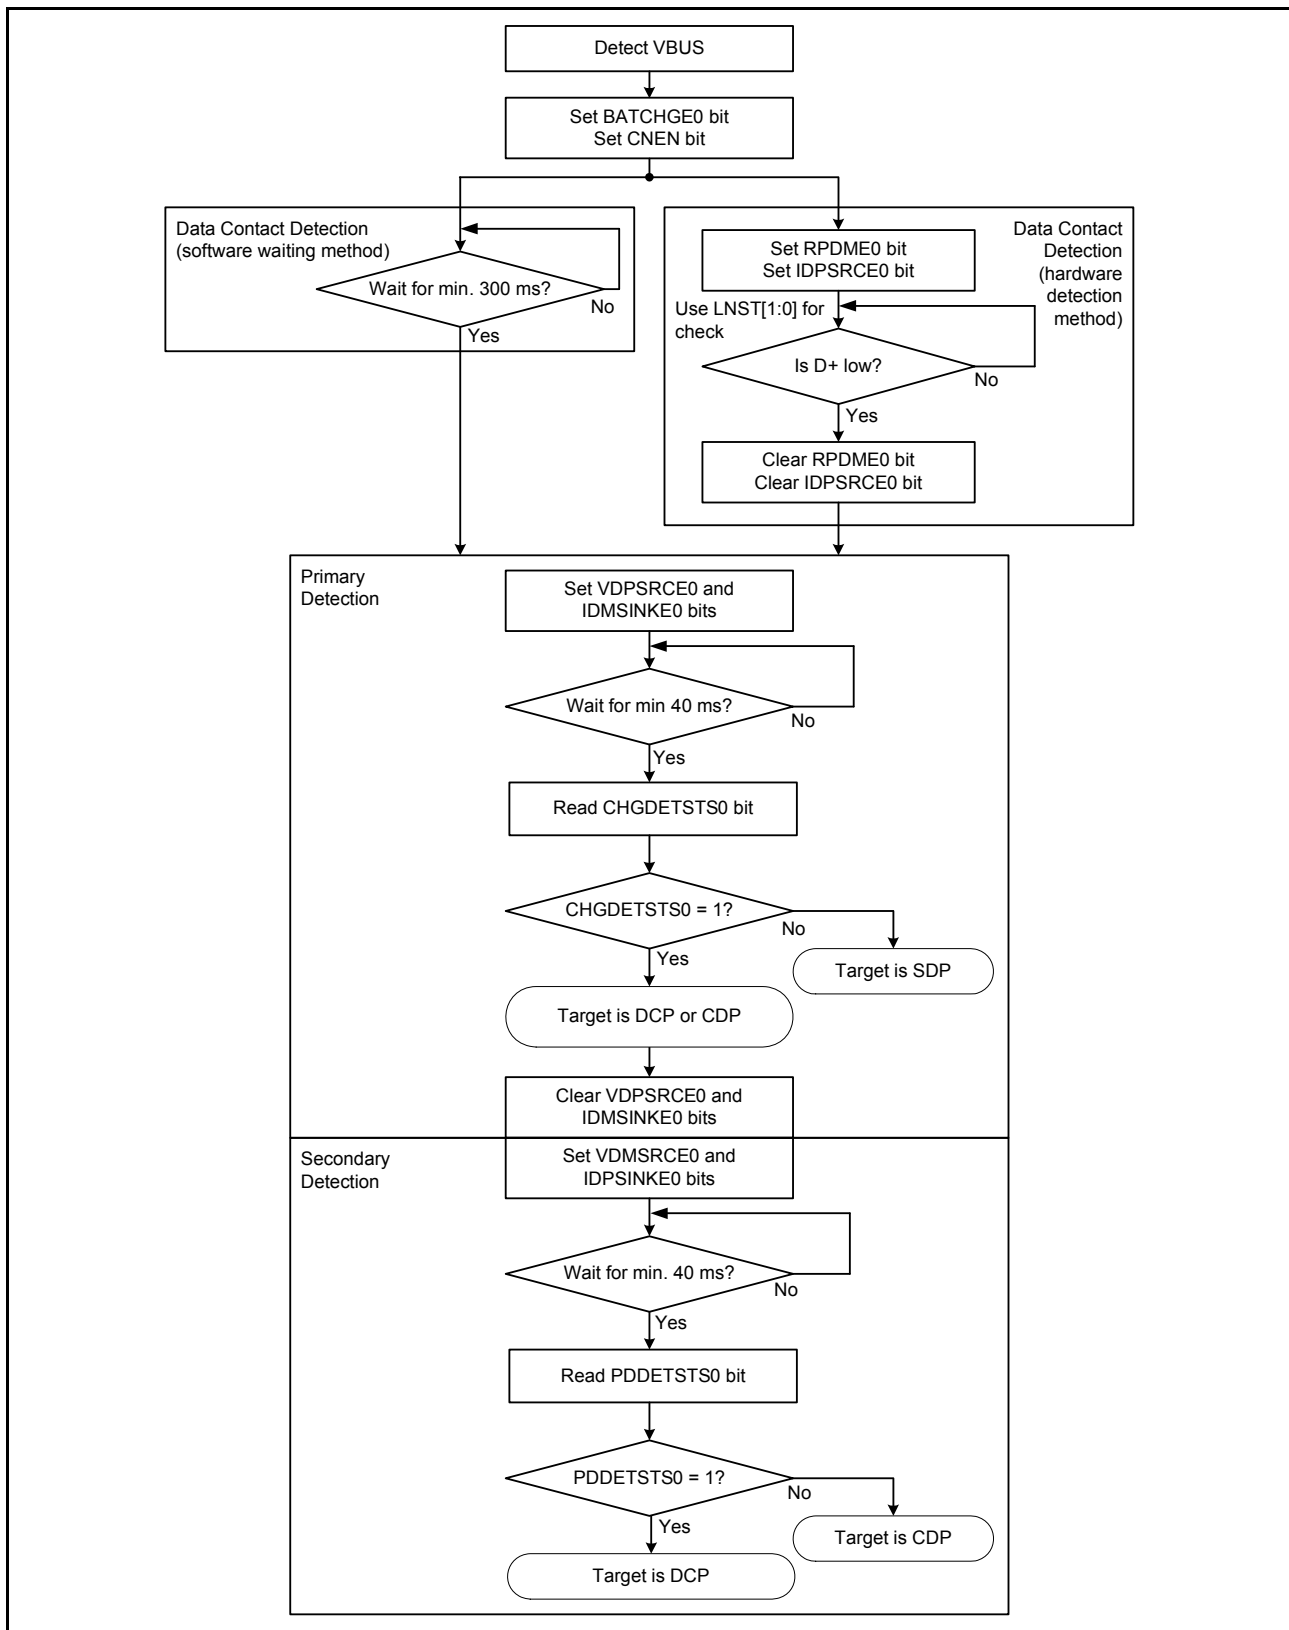 Detect VBUS
Set BATCHGE0 bit
Set CNEN bit
Data Contact Detection
(software waiting method)
Wait for min. 300 ms?
No
Yes
Data Contact
Detection
(hardware
detection
method)
Set RPDME0 bit
Set IDPSRCE0 bit
Use LNST[1:0] for
check
Is D+ low?
No
Yes
Clear RPDME0 bit
Clear IDPSRCE0 bit
Primary
Detection
Set VDPSRCE0 and
IDMSINKE0 bits
Wait for min 40 ms?
No
Yes
Read CHGDETSTS0 bit
CHGDETSTS0 = 1?
No
Yes
Target is SDP
Target is DCP or CDP
Clear VDPSRCE0 and
IDMSINKE0 bits
Secondary
Detection
Set VDMSRCE0 and
IDPSINKE0 bits
Wait for min. 40 ms?
No
Yes
Read PDDETSTS0 bit
PDDETSTS0 = 1?
No
Yes
Target is CDP
Target is DCP